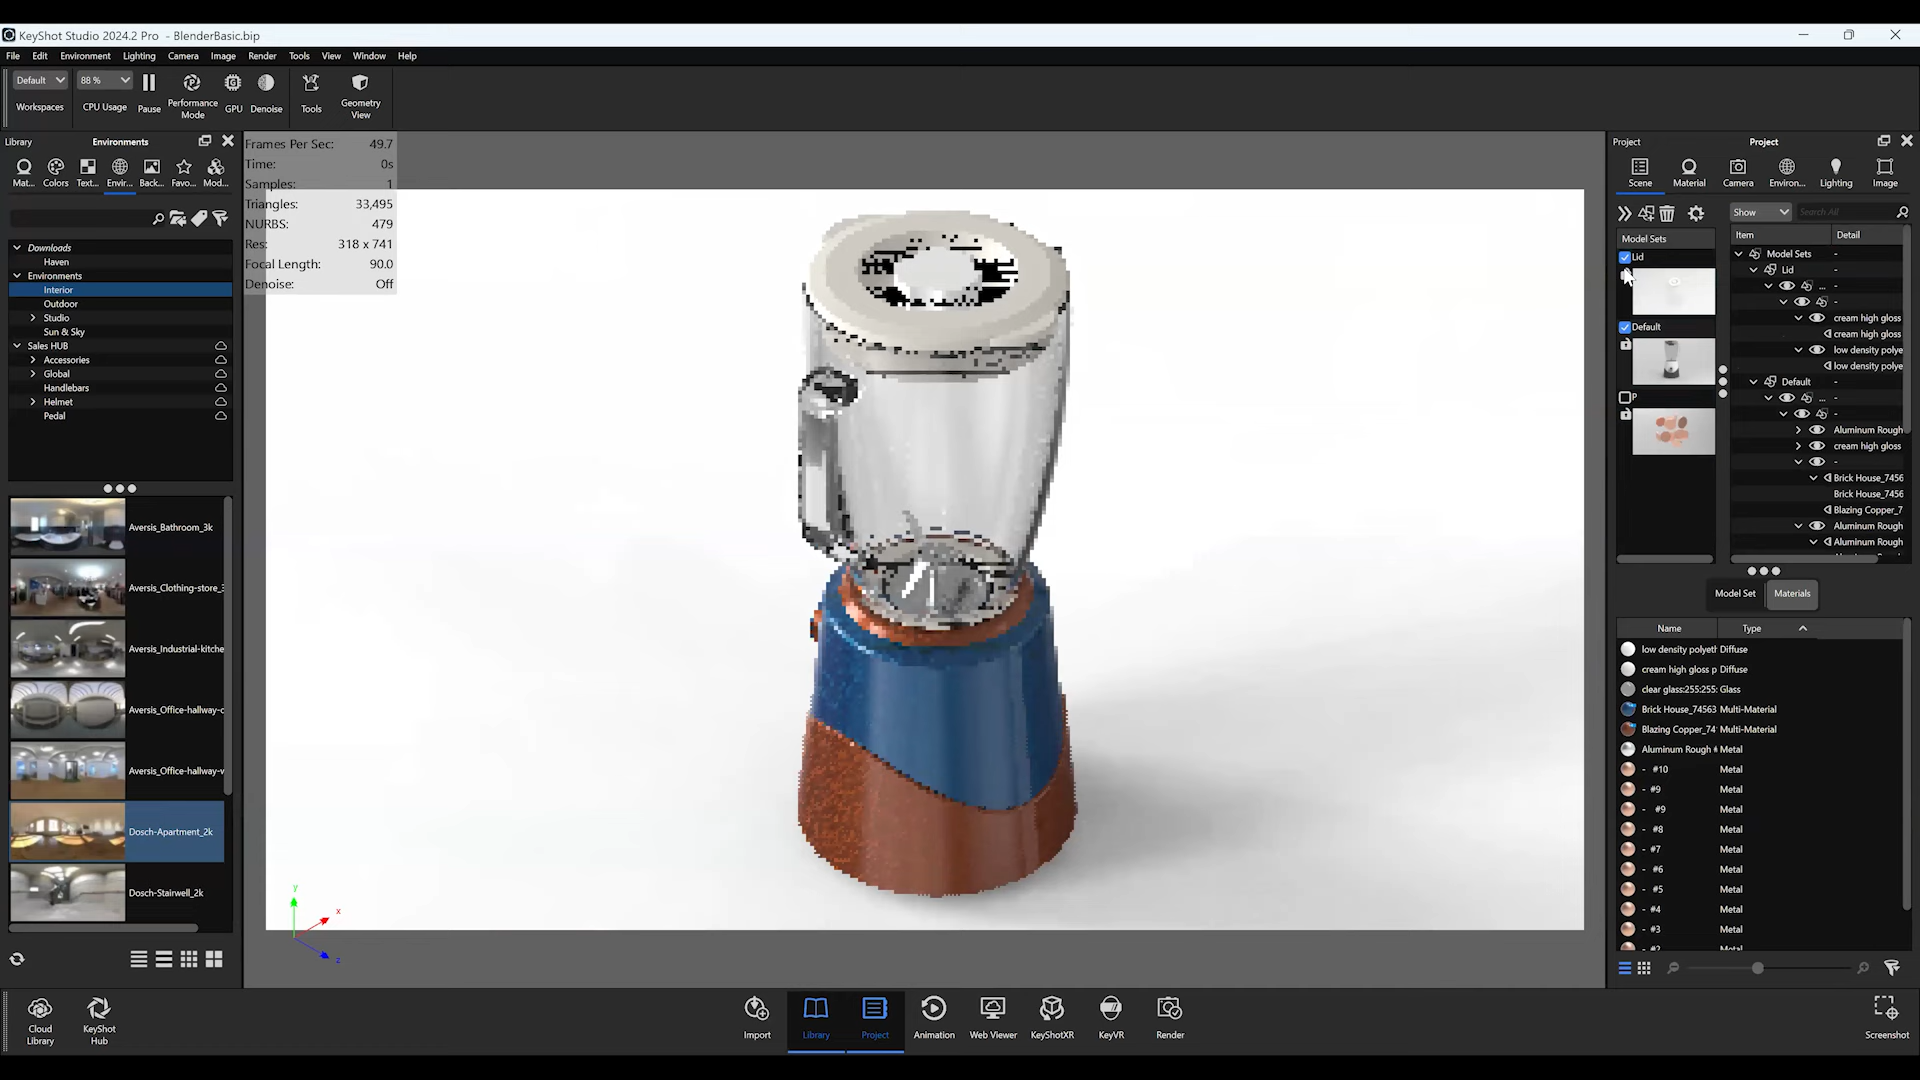 KeyShot Studio 2024.2 Pro - BlenderBasic.bip
File Edit Environment Lighting Camera Image Render Tools View Window Help
Default 88 %
Workspaces CPU Usage Pause Performance Mode GPU Denoise Tools Geometry View
Library Environments
Mat... Colors Text... Envir... Back... Favo... Mod...
Downloads
Haven
Environments
Interior
Outdoor
Studio
Sun & Sky
Sales HUB
Accessories
Global
Handlebars
Helmet
Pedal
Aversis_Bathroom_3k
Aversis_Clothing-store_3
Aversis_Industrial-kitche
Aversis_Office-hallway-c
Aversis_Office-hallway-v
Dosch-Apartment_2k
Dosch-Stairwell_2k
Frames Per Sec: 49.7
Time: 0s
Samples: 1
Triangles: 33,495
NURBS: 479
Res: 318 x 741
Focal Length: 90.0
Denoise: Off
y
x
z
Project Project
Scene Material Camera Environ... Lighting Image
Show Search All
Model Sets
Lid
Default
P
Item Detail
Model Sets -
Lid -
... -
-
cream high gloss
cream high gloss
low density polye
low density polye
Default -
... -
-
Aluminum Rough
cream high gloss
-
Brick House_7456
Brick House_7456
Blazing Copper_7
Aluminum Rough
Aluminum Rough
Model Set Materials
Name Type
low density polyeth Diffuse
cream high gloss p Diffuse
clear glass:255:255: Glass
Brick House_74563 Multi-Material
Blazing Copper_74 Multi-Material
Aluminum Rough # Metal
- #10 Metal
- #9 Metal
- #9 Metal
- #8 Metal
- #7 Metal
- #6 Metal
- #5 Metal
- #4 Metal
- #3 Metal
- #2 Metal
Cloud Library KeyShot Hub
Import Library Project Animation Web Viewer KeyShotXR KeyVR Render
Screenshot